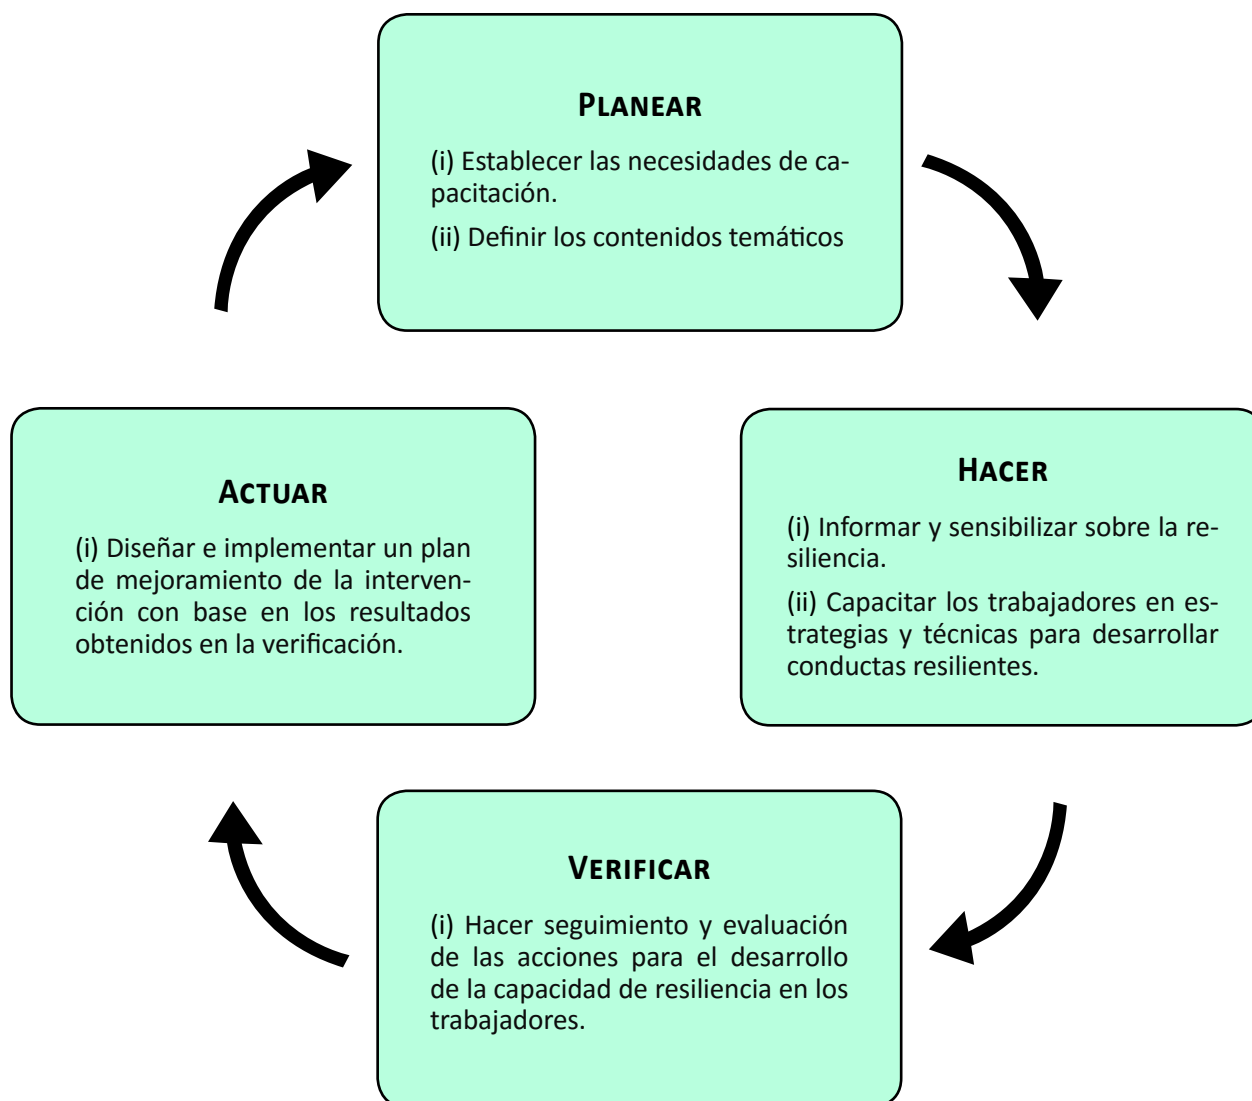 PLANEAR
(i) Establecer las necesidades de ca-
pacitación.
(ii) Definir los contenidos temáticos
ACTUAR
(i) Diseñar e implementar un plan
de mejoramiento de la interven-
ción con base en los resultados
obtenidos en la verificación.
HACER
(i) Informar y sensibilizar sobre la re-
siliencia.
(ii) Capacitar los trabajadores en es-
trategias y técnicas para desarrollar
conductas resilientes.
VERIFICAR
(i) Hacer seguimiento y evaluación
de las acciones para el desarrollo
de la capacidad de resiliencia en los
trabajadores.